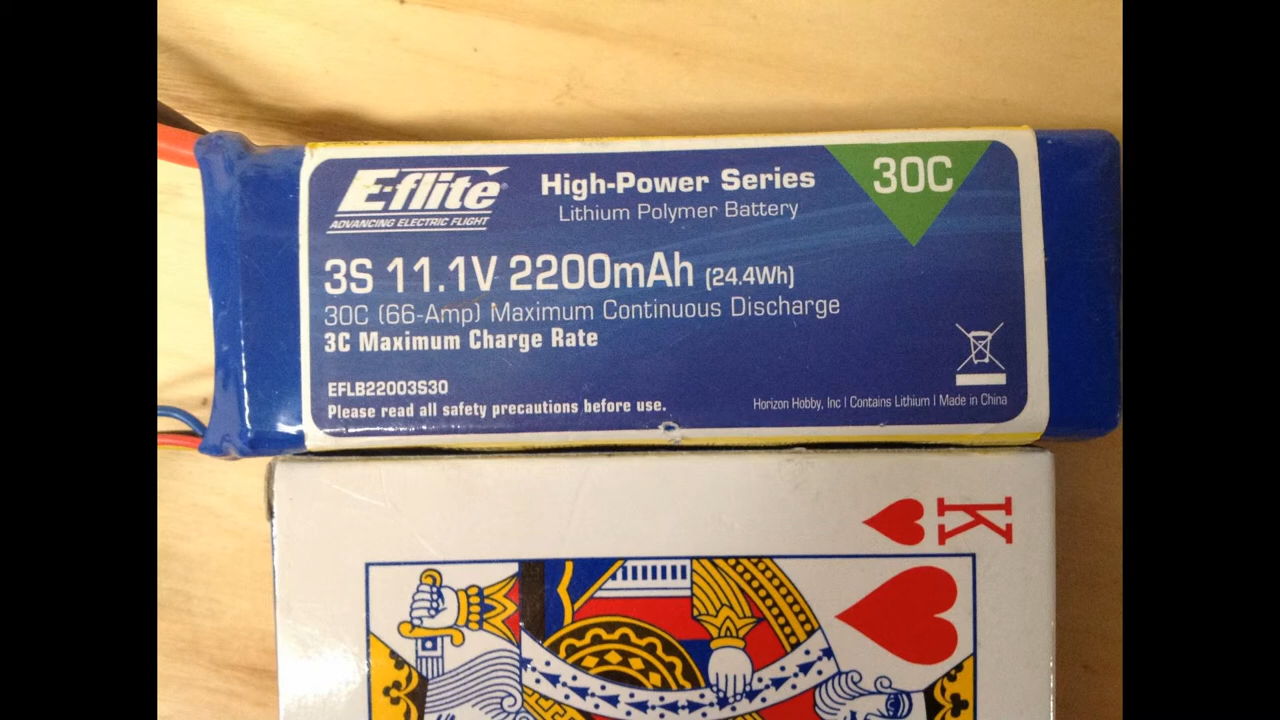 E-flite®
ADVANCING ELECTRIC FLIGHT
High-Power Series
Lithium Polymer Battery
30C
3S 11.1V 2200mAh (24.4Wh)
30C (66-Amp) Maximum Continuous Discharge
3C Maximum Charge Rate
EFLB22003S30
Please read all safety precautions before use.
Horizon Hobby, Inc | Contains Lithium | Made in China
K